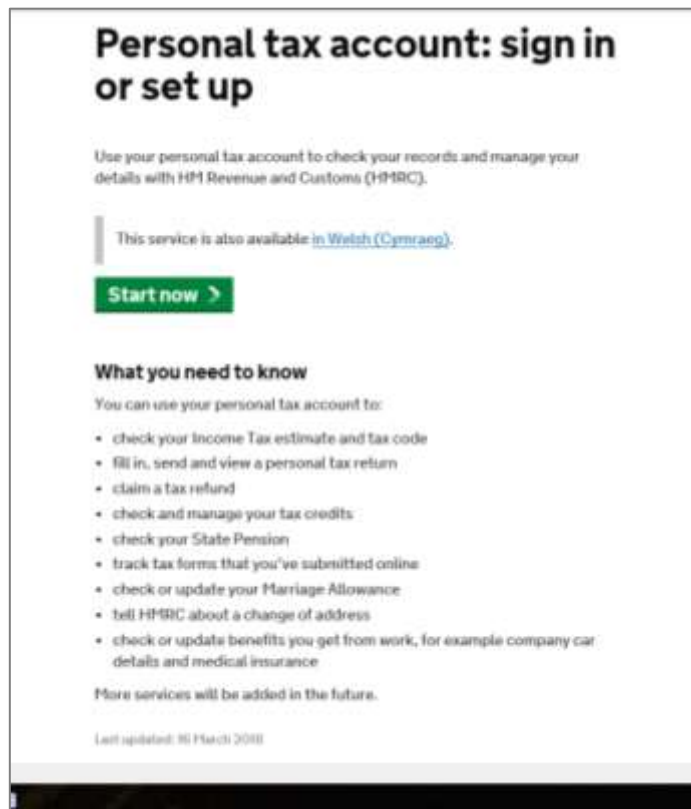 Personal tax account: sign in
or set up
Use your personal tax account to check your records and manage your
details with HM Revenue and Customs (HMRC).
This service is also available in Welsh (Cymraeg).
Start now
What you need to know
You can use your personal tax account to:
• check your Income Tax estimate and tax code
• fill in, send and view a personal tax return
• claim a tax refund
• check and manage your tax credits
• check your State Pension
• track tax forms that you've submitted online
• check or update your Marriage Allowance
• tell HMRC about a change of address
• check or update benefits you get from work, for example company car
details and medical insurance
More services will be added in the future.
Last updated: 16 March 2018